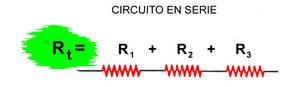 CIRCUITO EN SERIE
Rt= R1 + R2 + R3